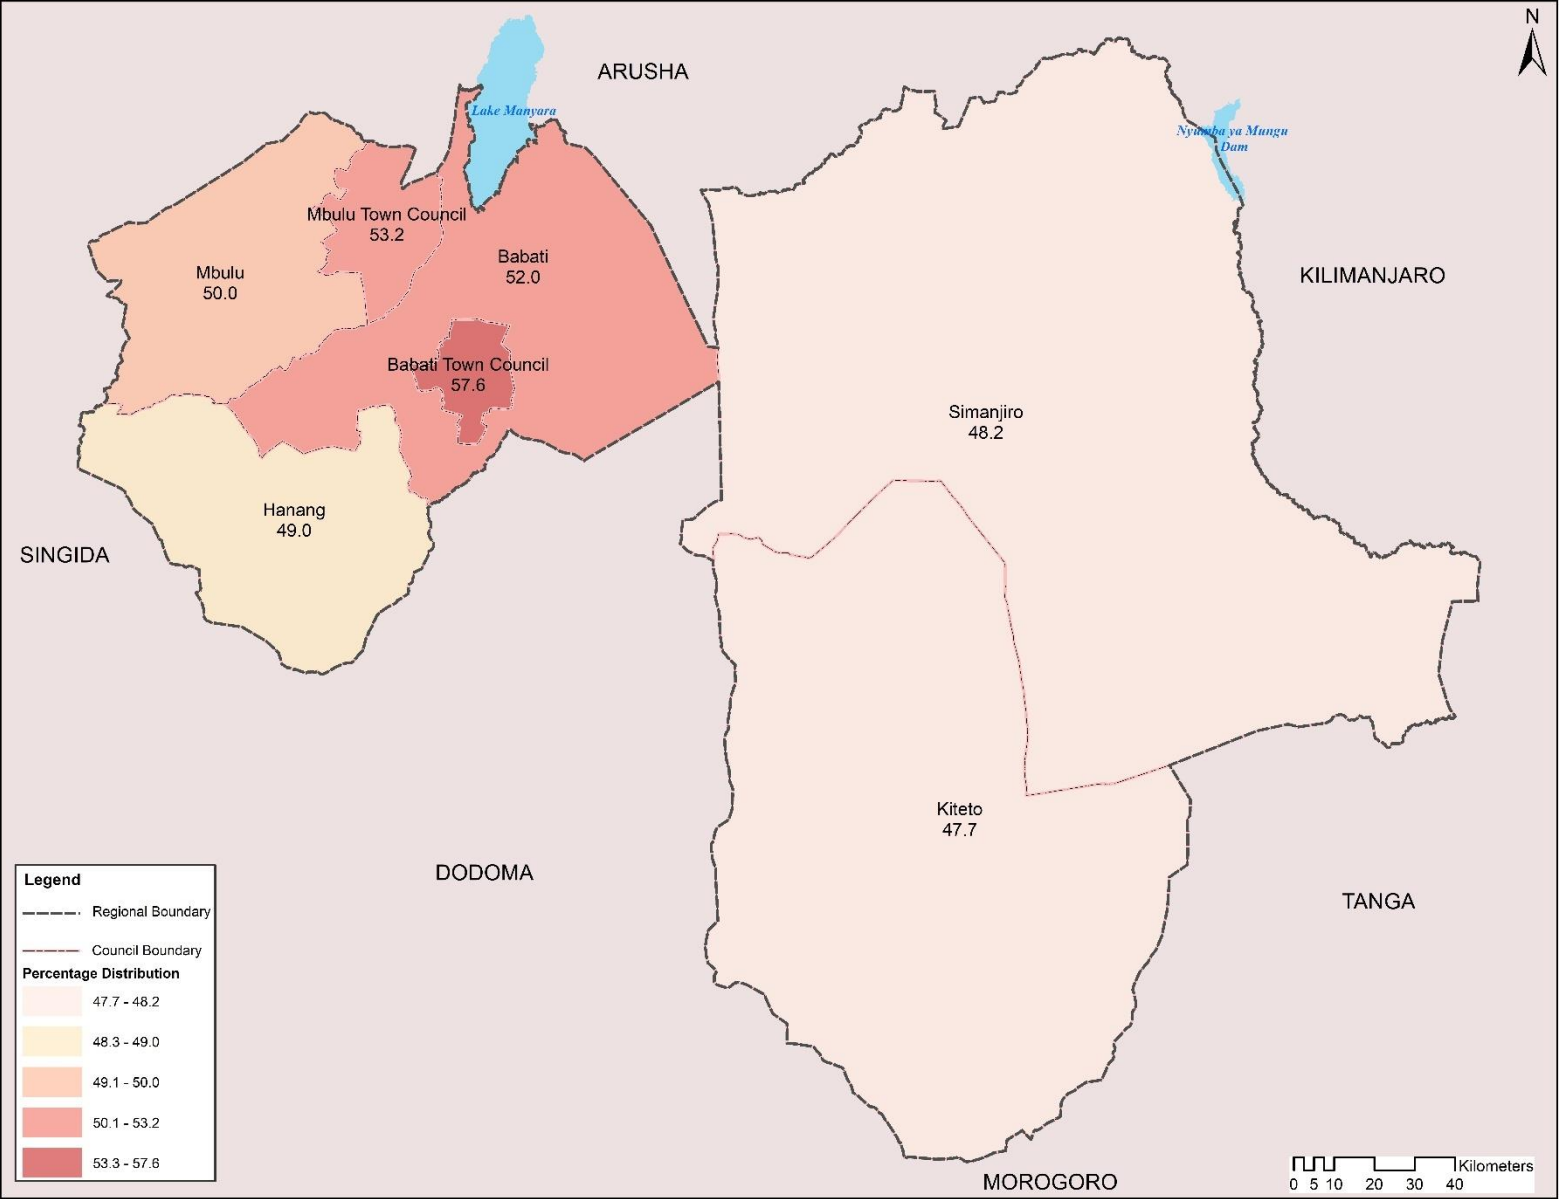 N
ARUSHA
Lake Manyara
Nyumba ya Mungu
Dam
Mbulu Town Council
53.2
Babati
52.0
Mbulu
50.0
KILIMANJARO
Babati Town Council
57.6
Simanjiro
48.2
Hanang
49.0
SINGIDA
Kiteto
47.7
DODOMA
TANGA
MOROGORO
Legend
Regional Boundary
Council Boundary
Percentage Distribution
47.7 - 48.2
48.3 - 49.0
49.1 - 50.0
50.1 - 53.2
53.3 - 57.6
Kilometers
0 5 10 20 30 40